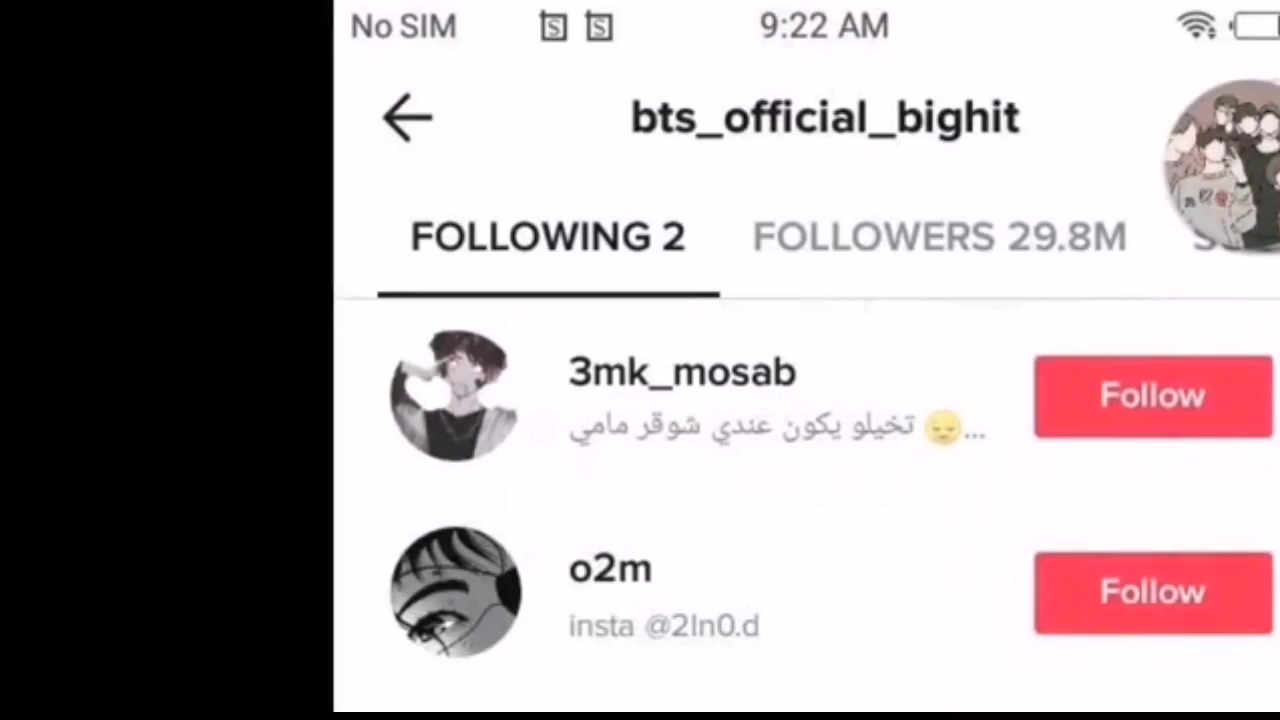 No SIM 9:22 AM
bts_official_bighit
FOLLOWING 2 FOLLOWERS 29.8M
3mk_mosab
تخيلو يكون عندي شوقر مامي 😔...
Follow
o2m
insta @2ln0.d
Follow